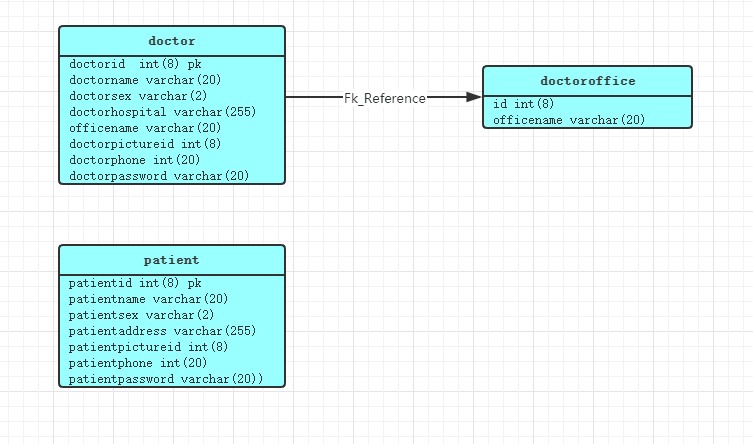 doctor
doctorid  int(8) pk
doctorname varchar(20)
doctorsex varchar(2)
doctorhospital varchar(255)
officename varchar(20)
doctorpictureid int(8)
doctorphone int(20)
doctorpassword varchar(20)
Fk_Reference
doctoroffice
id int(8)
officename varchar(20)
patient
patientid int(8) pk
patientname varchar(20)
patientsex varchar(2)
patientaddress varchar(255)
patientpictureid int(8)
patientphone int(20)
patientpassword varchar(20))